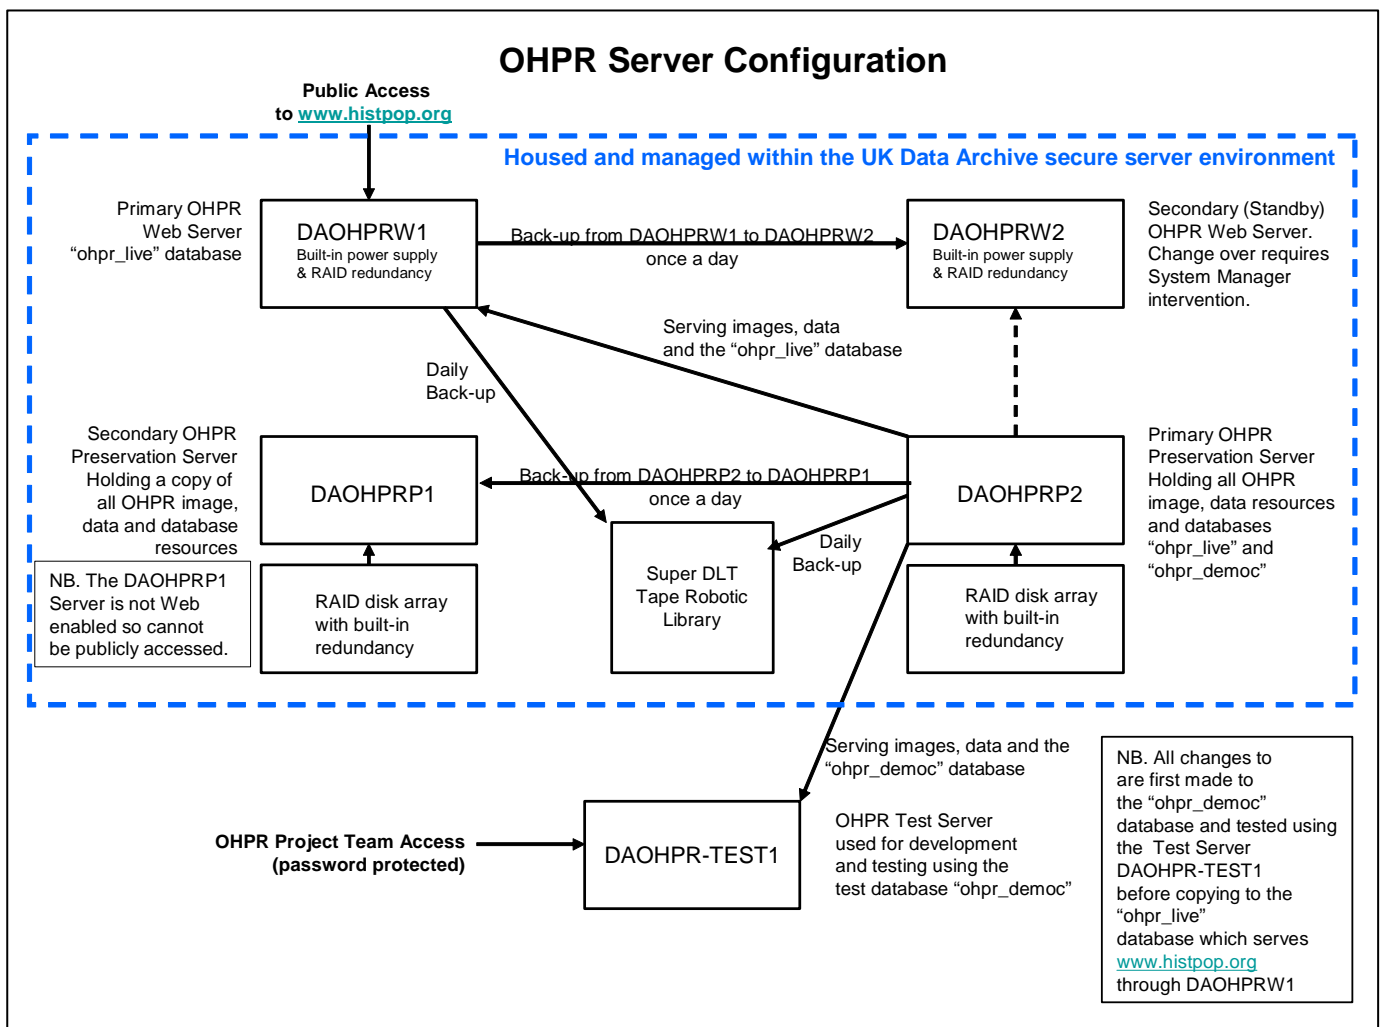 OHPR Server Configuration
Public Access
to www.histpop.org
Housed and managed within the UK Data Archive secure server environment
Primary OHPR
Web Server
“ohpr_live” database
DAOHPRW1
Built-in power supply
& RAID redundancy
Back-up from DAOHPRW1 to DAOHPRW2
once a day
DAOHPRW2
Built-in power supply
& RAID redundancy
Secondary (Standby)
OHPR Web Server.
Change over requires
System Manager
intervention.
Serving images, data
and the “ohpr_live” database
Daily
Back-up
Secondary OHPR
Preservation Server
Holding a copy of
all OHPR image,
data and database
resources
DAOHPRP1
Back-up from DAOHPRP2 to DAOHPRP1
once a day
DAOHPRP2
Primary OHPR
Preservation Server
Holding all OHPR
image, data resources
and databases
“ohpr_live” and
“ohpr_democ”
Daily
Back-up
NB. The DAOHPRP1
Server is not Web
enabled so cannot
be publicly accessed.
RAID disk array
with built-in
redundancy
Super DLT
Tape Robotic
Library
RAID disk array
with built-in
redundancy
Serving images, data and the
“ohpr_democ” database
OHPR Project Team Access
(password protected)
DAOHPR-TEST1
OHPR Test Server
used for development
and testing using the
test database “ohpr_democ”
NB. All changes to
are first made to
the “ohpr_democ”
database and tested using
the Test Server
DAOHPR-TEST1
before copying to the
“ohpr_live”
database which serves
www.histpop.org
through DAOHPRW1